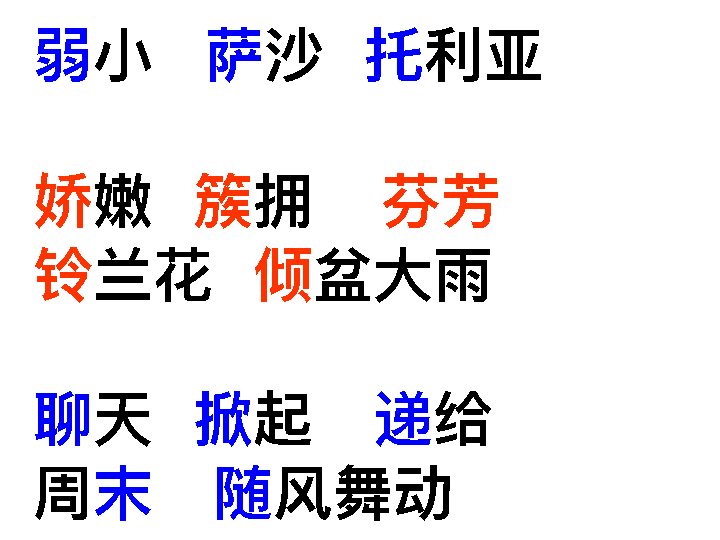 弱小 萨沙 托利亚
娇嫩 簇拥 芬芳
铃兰花 倾盆大雨
聊天 掀起 递给
周末 随风舞动